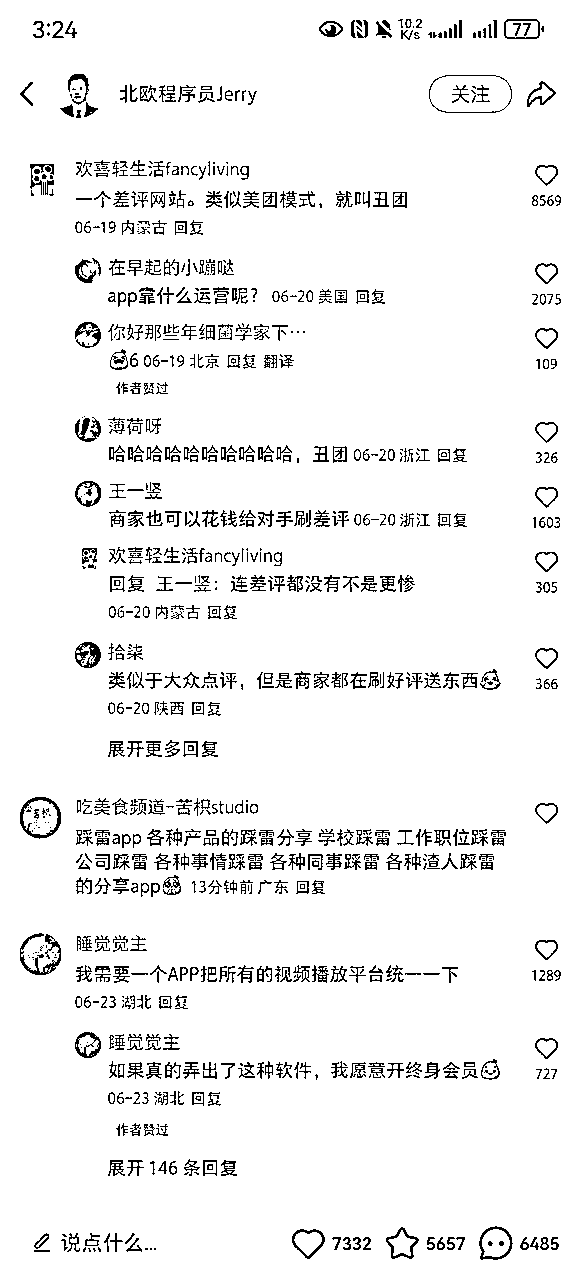 3:24
10.2 K/s
77
北欧程序员Jerry
关注
欢喜轻生活fancyliving
一个差评网站。类似美团模式，就叫丑团
8569
06-19 内蒙古 回复
在早起的小蹦哒
app靠什么运营呢？ 06-20 美国 回复
2075
你好那些年细菌学家下…
6 06-19 北京 回复 翻译
109
作者赞过
薄荷呀
哈哈哈哈哈哈哈哈哈哈，丑团 06-20 浙江 回复
326
王一竖
商家也可以花钱给对手刷差评 06-20 浙江 回复
1603
欢喜轻生活fancyliving
回复 王一竖：连差评都没有不是更惨
305
06-20 内蒙古 回复
拾柒
类似于大众点评，但是商家都在刷好评送东西
366
06-20 陕西 回复
展开更多回复
吃美食频道-苦枳studio
踩雷app 各种产品的踩雷分享 学校踩雷 工作职位踩雷
公司踩雷 各种事情踩雷 各种同事踩雷 各种渣人踩雷
的分享app 13分钟前 广东 回复
睡觉觉主
我需要一个APP把所有的视频播放平台统一一下
1289
06-23 湖北 回复
睡觉觉主
如果真的弄出了这种软件，我愿意开终身会员
727
06-23 湖北 回复
作者赞过
展开 146 条回复
说点什么...
7332
5657
6485